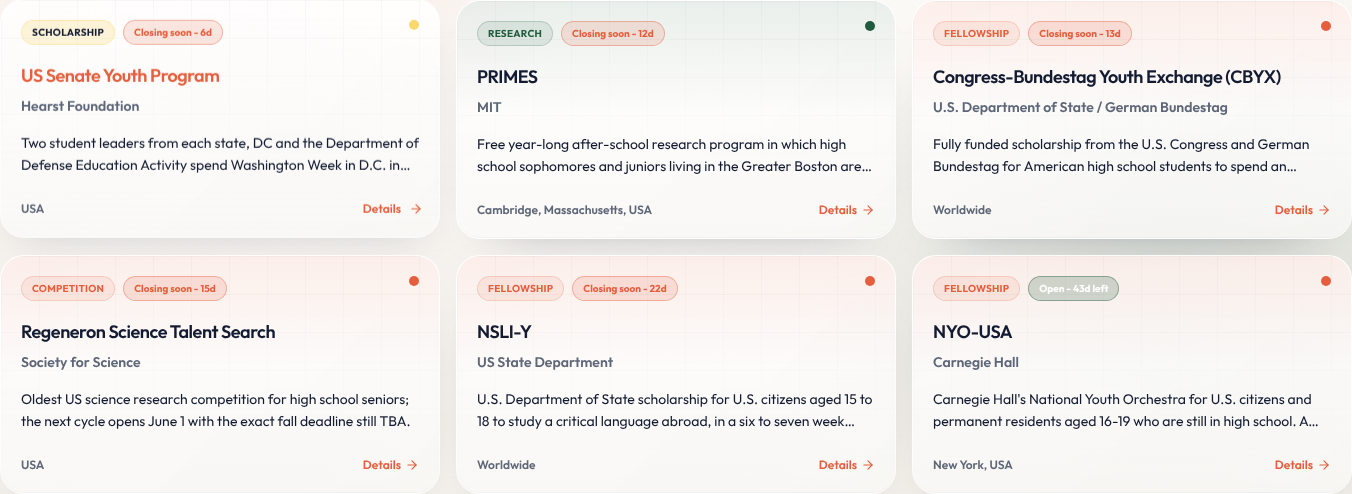 SCHOLARSHIP
Closing soon - 6d
US Senate Youth Program
Hearst Foundation
Two student leaders from each state, DC and the Department of
Defense Education Activity spend Washington Week in D.C. in...
USA
Details →
RESEARCH
Closing soon - 12d
PRIMES
MIT
Free year-long after-school research program in which high
school sophomores and juniors living in the Greater Boston are...
Cambridge, Massachusetts, USA
Details →
FELLOWSHIP
Closing soon - 13d
Congress-Bundestag Youth Exchange (CBYX)
U.S. Department of State / German Bundestag
Fully funded scholarship from the U.S. Congress and German
Bundestag for American high school students to spend an...
Worldwide
Details →
COMPETITION
Closing soon - 15d
Regeneron Science Talent Search
Society for Science
Oldest US science research competition for high school seniors;
the next cycle opens June 1 with the exact fall deadline still TBA.
USA
Details →
FELLOWSHIP
Closing soon - 22d
NSLI-Y
US State Department
U.S. Department of State scholarship for U.S. citizens aged 15 to
18 to study a critical language abroad, in a six to seven week...
Worldwide
Details →
FELLOWSHIP
Open - 43d left
NYO-USA
Carnegie Hall
Carnegie Hall's National Youth Orchestra for U.S. citizens and
permanent residents aged 16-19 who are still in high school. A...
New York, USA
Details →